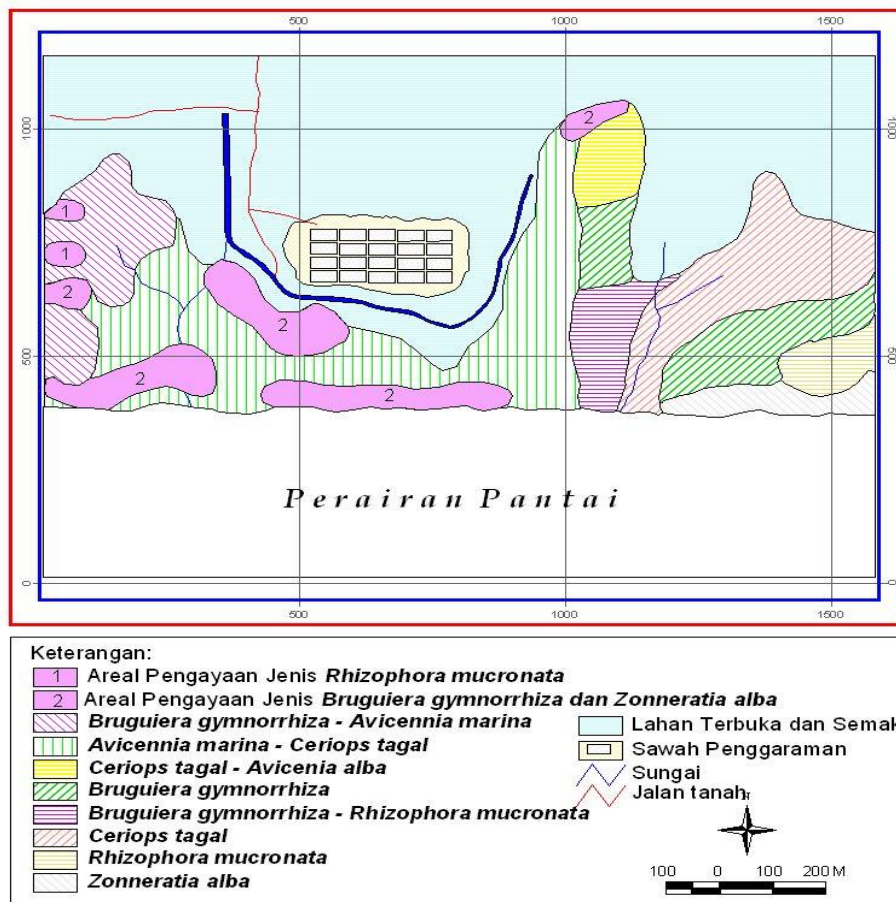 500 1000 1500
1000 100
2
1
1
2
2
2
2
500 500
Perairan Pantai
0 0
500 1000 1500
Keterangan:
1 Areal Pengayaan Jenis Rhizophora mucronata
2 Areal Pengayaan Jenis Bruguiera gymnorrhiza dan Zonneratia alba
Bruguiera gymnorrhiza - Avicennia marina
Avicennia marina - Ceriops tagal
Ceriops tagal - Avicenia alba
Bruguiera gymnorrhiza
Bruguiera gymnorrhiza - Rhizophora mucronata
Ceriops tagal
Rhizophora mucronata
Zonneratia alba
Lahan Terbuka dan Semak
Sawah Penggaraman
Sungai
Jalan tanah
N
100 0 100 200 M